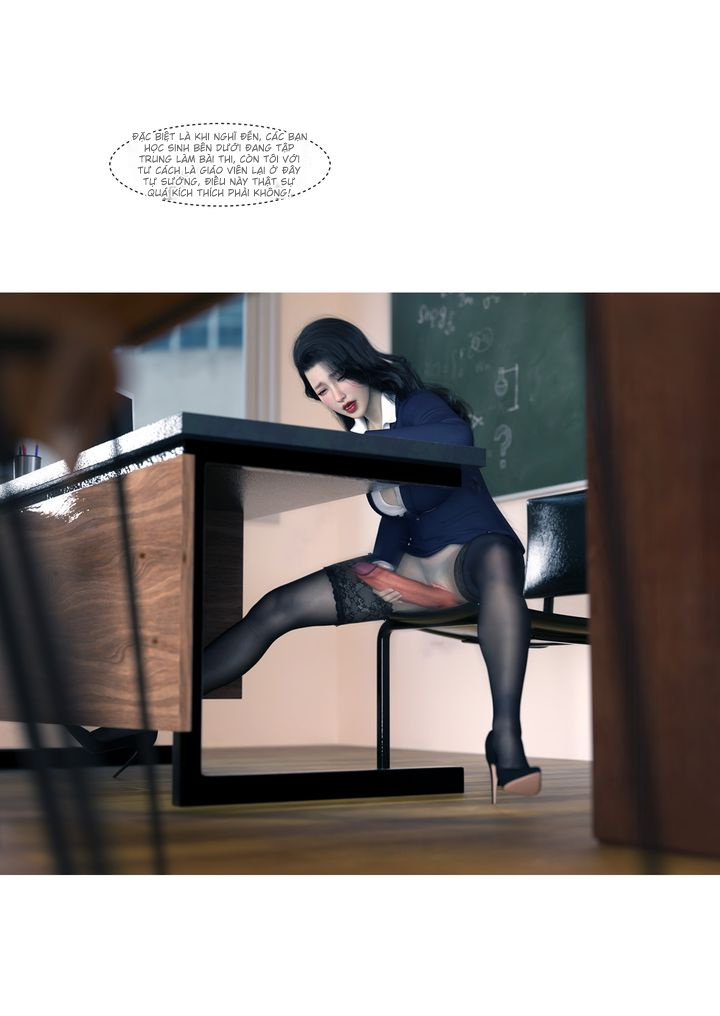 ĐẶC BIỆT LÀ KHI NGHĨ ĐẾN, CÁC BẠN
HỌC SINH BÊN DƯỚI ĐANG TẬP
TRUNG LÀM BÀI THI, CÒN TÔI VỚI
TƯ CÁCH LÀ GIÁO VIÊN LẠI Ở ĐÂY
TỰ SƯỚNG, ĐIỀU NÀY THẬT SỰ
QUÁ KÍCH THÍCH PHẢI KHÔNG!